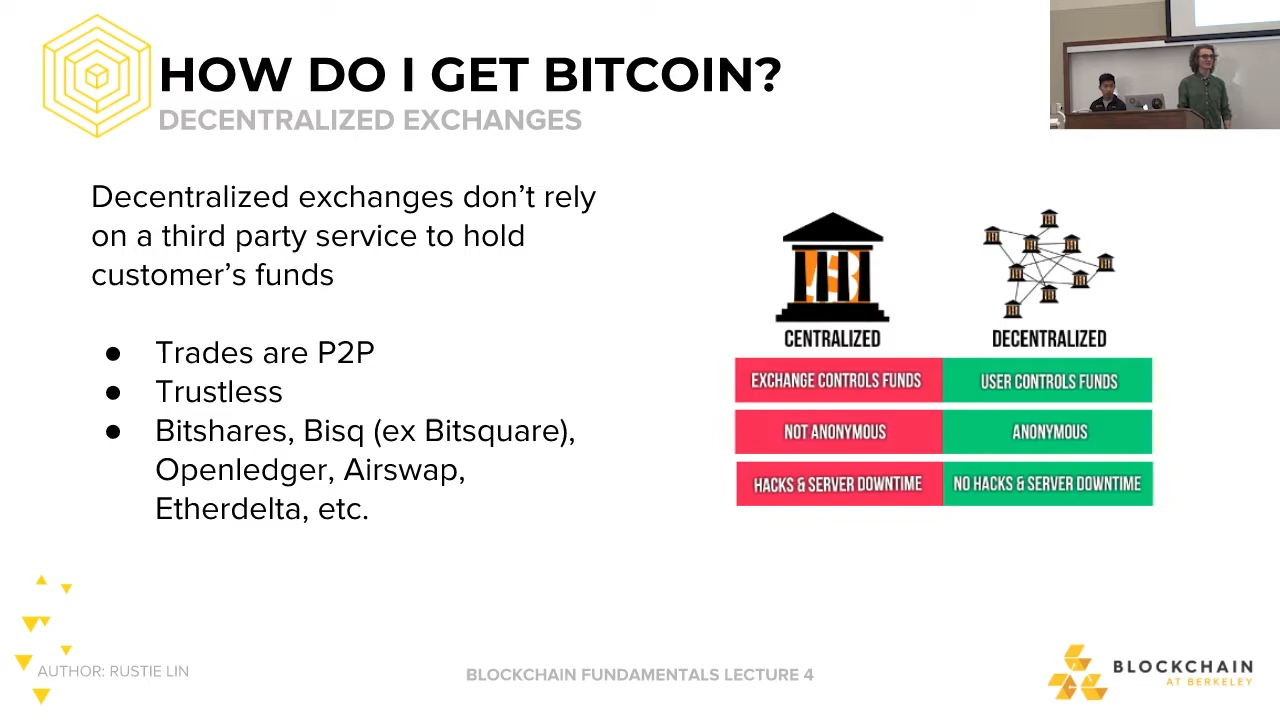 HOW DO I GET BITCOIN?
DECENTRALIZED EXCHANGES
Decentralized exchanges don’t rely
on a third party service to hold
customer’s funds
● Trades are P2P
● Trustless
● Bitshares, Bisq (ex Bitsquare),
Openledger, Airswap,
Etherdelta, etc.
CENTRALIZED
DECENTRALIZED
EXCHANGE CONTROLS FUNDS
USER CONTROLS FUNDS
NOT ANONYMOUS
ANONYMOUS
HACKS & SERVER DOWNTIME
NO HACKS & SERVER DOWNTIME
AUTHOR: RUSTIE LIN
BLOCKCHAIN FUNDAMENTALS LECTURE 4
BLOCKCHAIN
AT BERKELEY